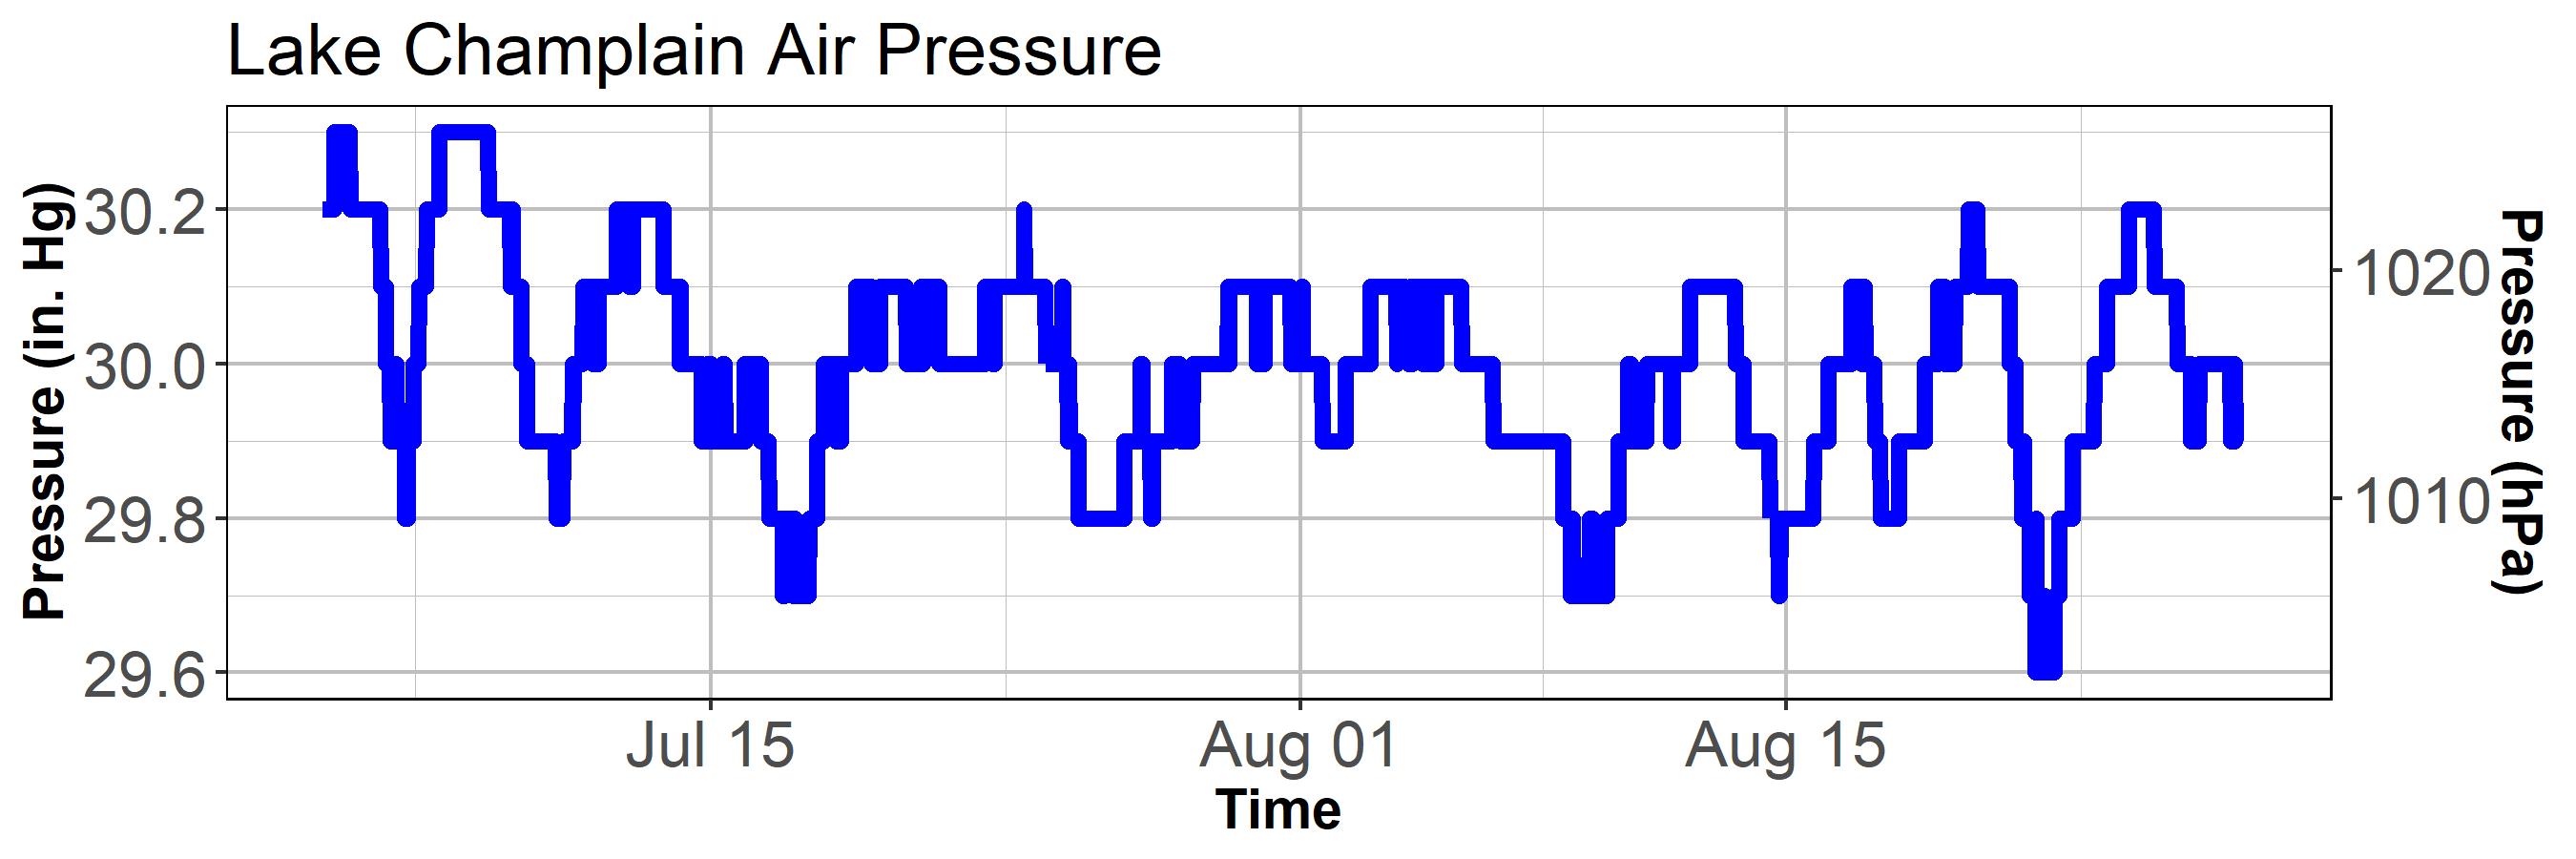 Lake Champlain Air Pressure
Pressure (in. Hg)
30.2
30.0
29.8
29.6
1020
1010
Pressure (hPa)
Jul 15
Aug 01
Aug 15
Time